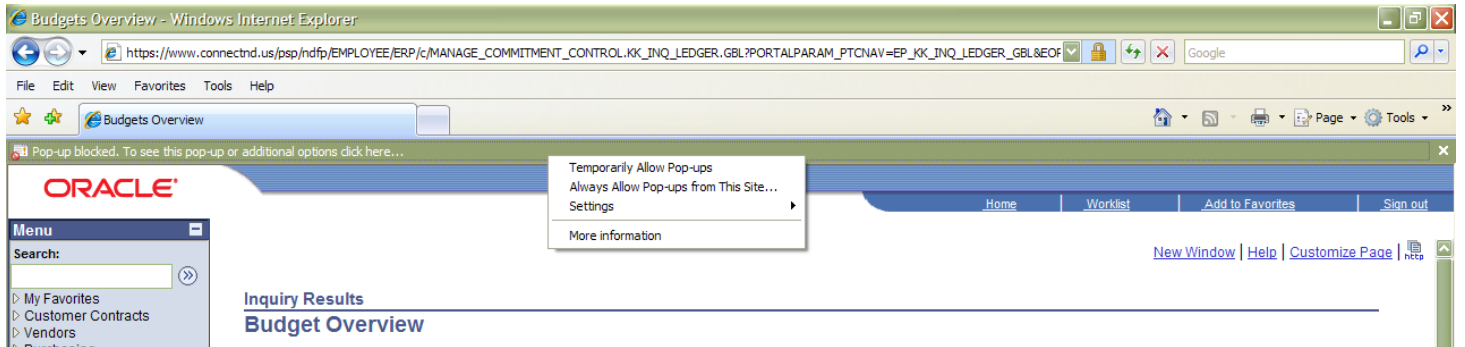 Budgets Overview - Windows Internet Explorer
https://www.connectnd.us/psp/ndfp/EMPLOYEE/ERP/c/MANAGE_COMMITMENT_CONTROL.KK_INQ_LEDGER.GBL?PORTALPARAM_PTCNAV=EP_KK_INQ_LEDGER_GBL&EOF
Google
File Edit View Favorites Tools Help
Budgets Overview
Page Tools
Pop-up blocked. To see this pop-up or additional options click here...
Temporarily Allow Pop-ups
Always Allow Pop-ups from This Site...
Settings
More information
ORACLE
Home Worklist Add to Favorites Sign out
Menu
Search:
New Window | Help | Customize Page | http
My Favorites
Customer Contracts
Vendors
Purchasing
Inquiry Results
Budget Overview